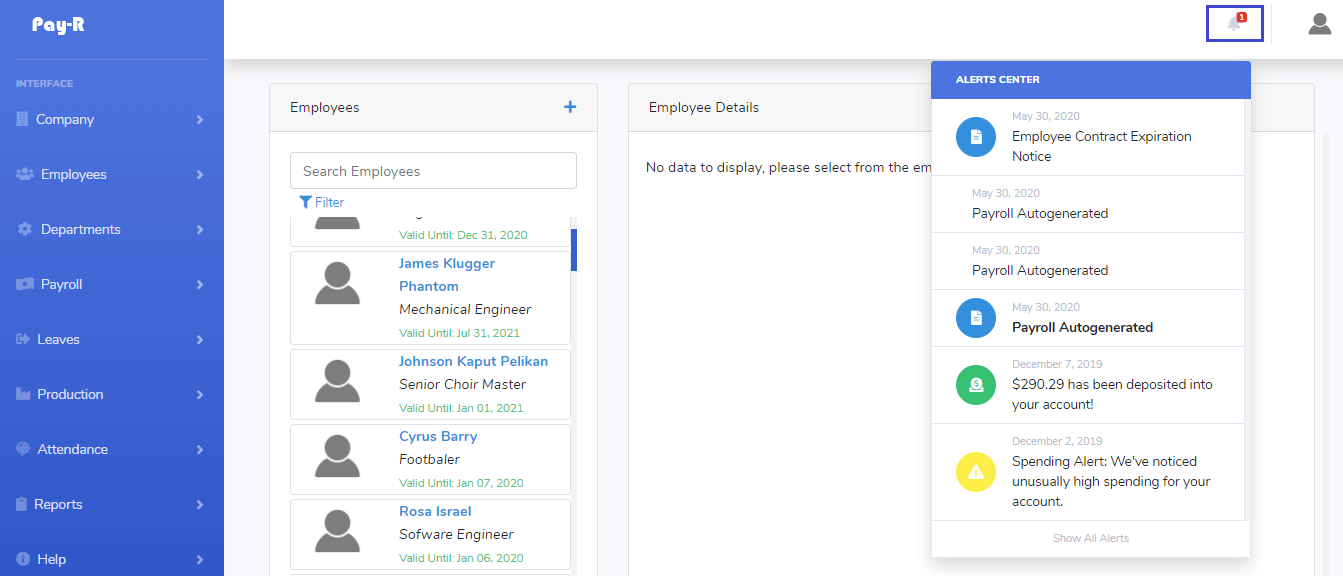 Pay-R
1
INTERFACE
Company
Employees
Departments
Payroll
Leaves
Production
Attendance
Reports
Help
Employees
+
Search Employees
Filter
Valid Until: Dec 31, 2020
James Klugger
Phantom
Mechanical Engineer
Valid Until: Jul 31, 2021
Johnson Kaput Pelikan
Senior Choir Master
Valid Until: Jan 01, 2021
Cyrus Barry
Footbaler
Valid Until: Jan 07, 2020
Rosa Israel
Sofware Engineer
Valid Until: Jan 06, 2020
Employee Details
No data to display, please select from the em
ALERTS CENTER
May 30, 2020
Employee Contract Expiration
Notice
May 30, 2020
Payroll Autogenerated
May 30, 2020
Payroll Autogenerated
May 30, 2020
Payroll Autogenerated
December 7, 2019
$290.29 has been deposited into
your account!
December 2, 2019
Spending Alert: We've noticed
unusually high spending for your
account.
Show All Alerts